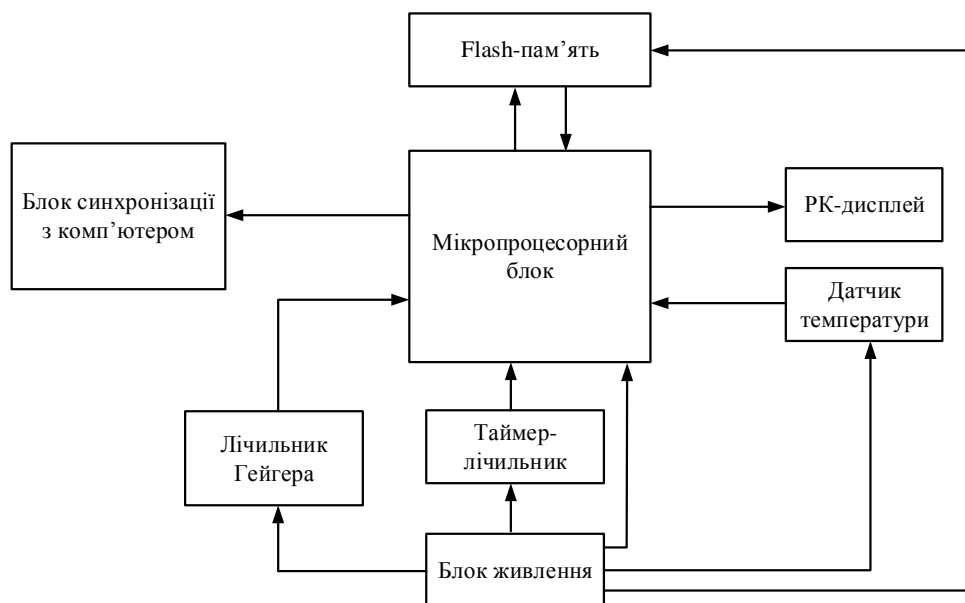 Flash-пам’ять
Блок синхронізації
з комп’ютером
Мікропроцесорний
блок
РК-дисплей
Датчик
температури
Лічильник
Гейгера
Таймер-
лічильник
Блок живлення